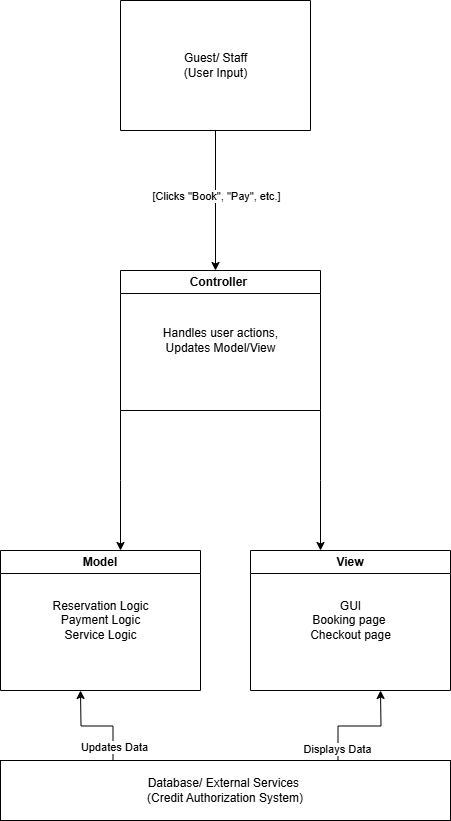 Guest/ Staff
(User Input)
[Clicks "Book", "Pay", etc.]
Controller
Handles user actions,
Updates Model/View
Model
Reservation Logic
Payment Logic
Service Logic
View
GUI
Booking page
Checkout page
Updates Data
Displays Data
Database/ External Services
(Credit Authorization System)